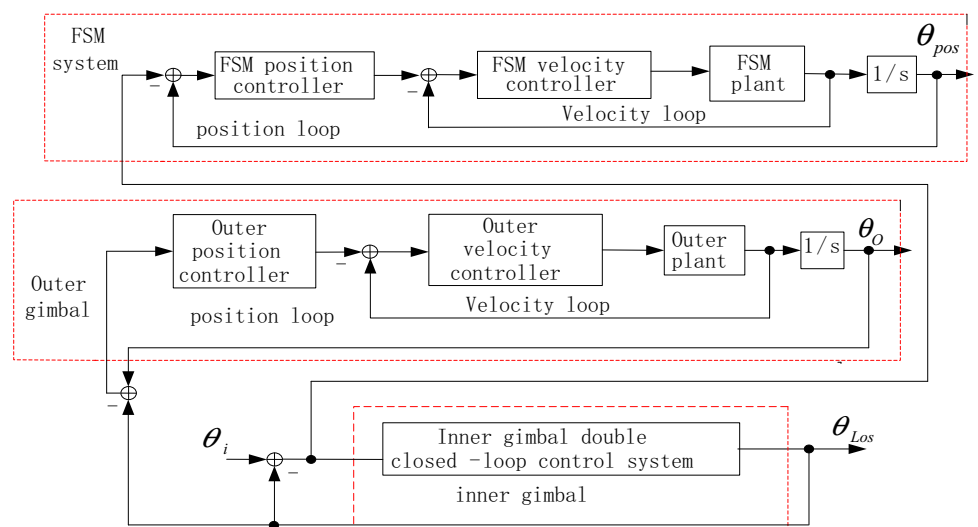 FSM
system
FSM position
controller
FSM velocity
controller
FSM
plant
1/s
θpos
−
−
Velocity loop
position loop
Outer
position
controller
Outer
velocity
controller
Outer
plant
1/s
θO
−
Outer
gimbal
position loop
Velocity loop
−
θi
−
Inner gimbal double
closed -loop control system
θLos
inner gimbal